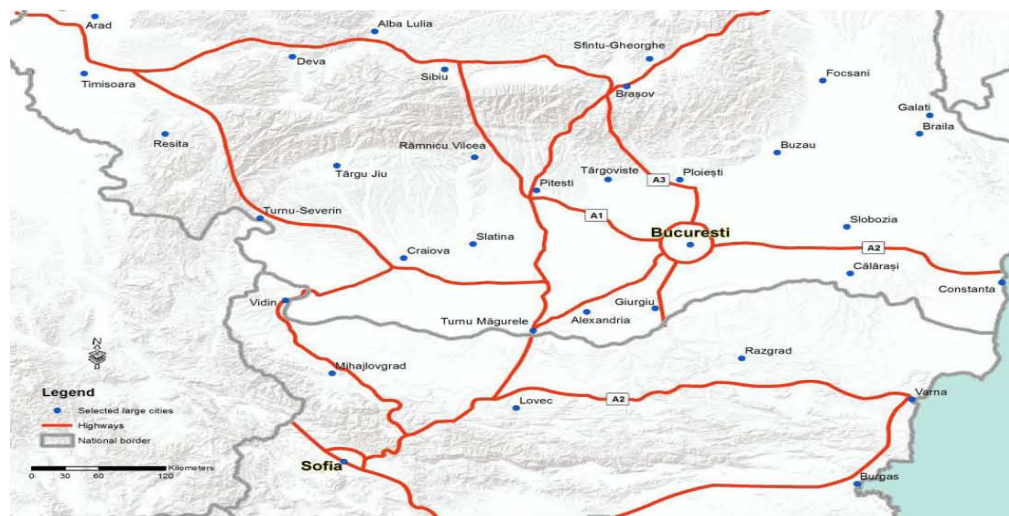 Arad
Alba Lulia
Deva
Sfintu-Gheorghe
Timisoara
Sibiu
Brașov
Focsani
Galati
Braila
Resita
Râmnicu Vilcea
Târgu Jiu
Buzau
Târgoviste
Ploiești
Pitesti
A3
Turnu-Severin
A1
Slobozia
Bucuresti
Slatina
Craiova
A2
Călărași
Constanta
Vidin
Giurgiu
Alexandria
Turnu Măgurele
N
Razgrad
Mihajlovgrad
Legend
Selected large cities
Highways
National border
Varna
A2
Lovec
Kilometers
0 30 60 120
Sofia
Burgas